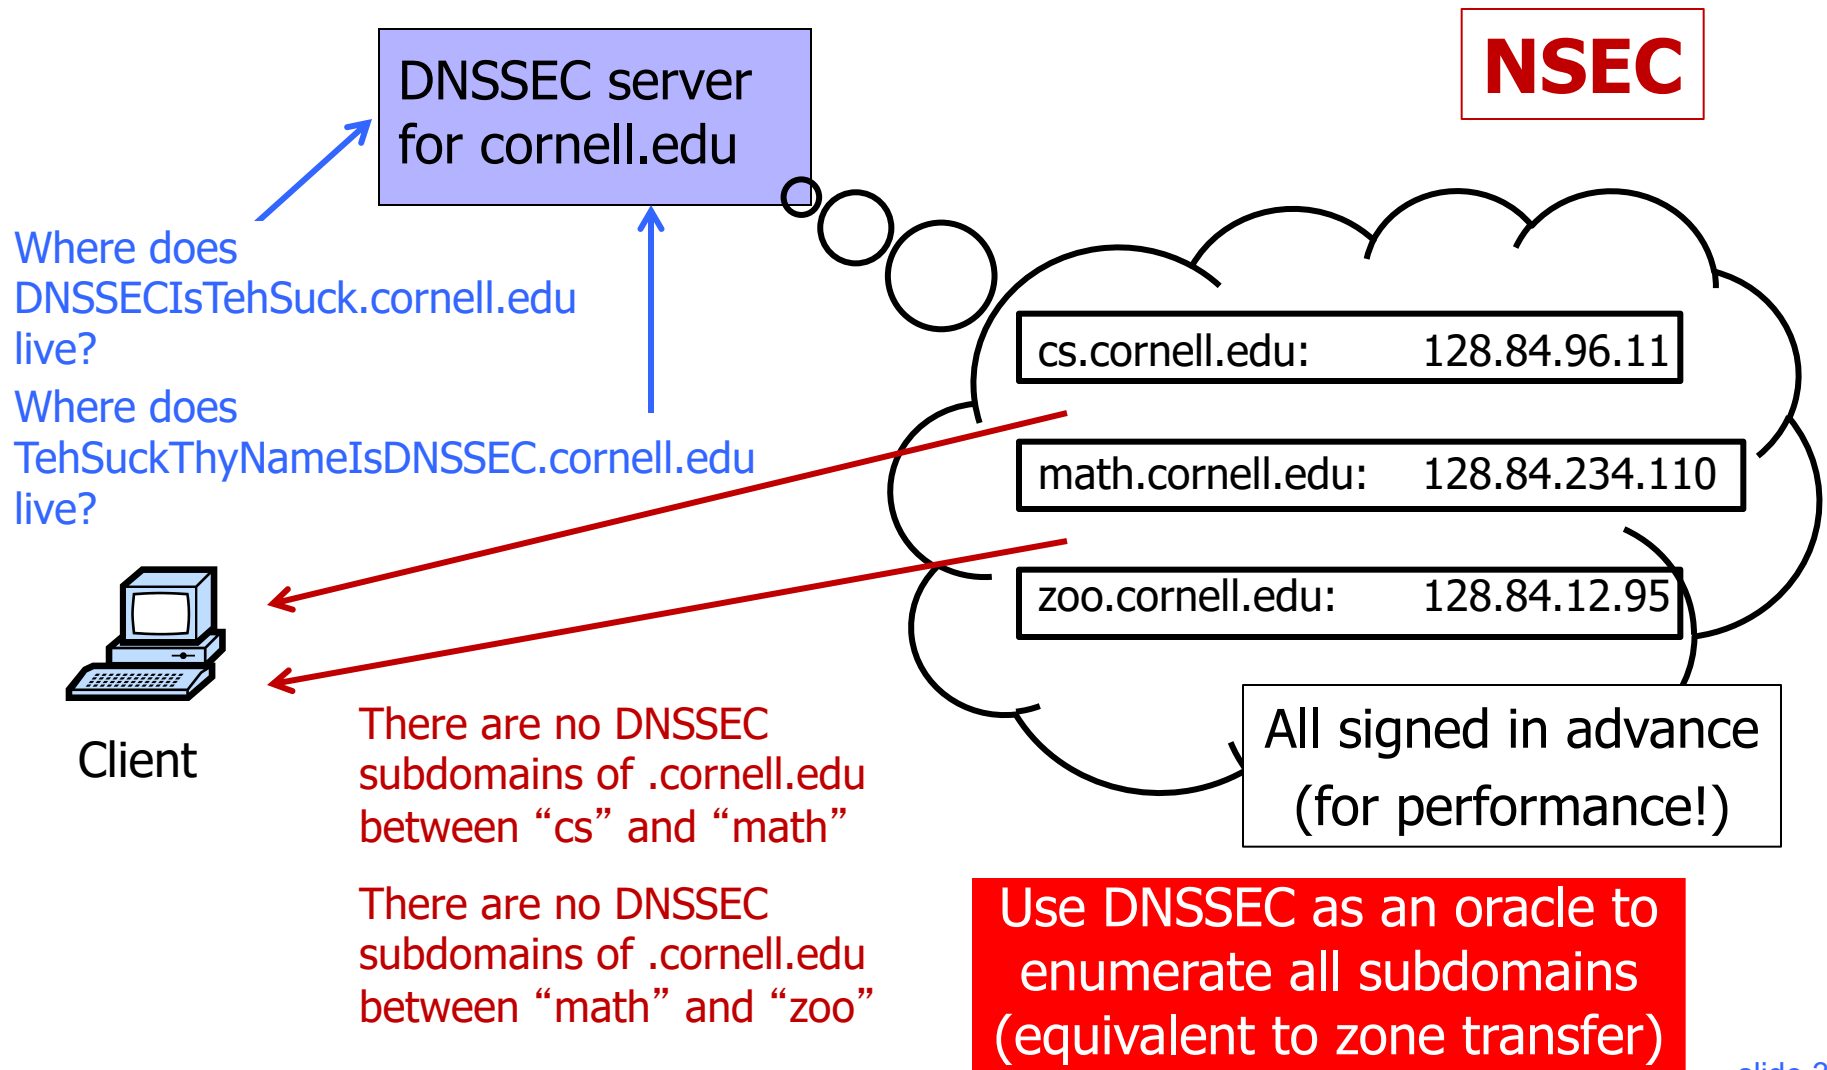 NSEC
DNSSEC server
for cornell.edu
Where does
DNSSECIsTehSuck.cornell.edu
live?
Where does
TehSuckThyNameIsDNSSEC.cornell.edu
live?
cs.cornell.edu: 128.84.96.11
math.cornell.edu: 128.84.234.110
zoo.cornell.edu: 128.84.12.95
Client
There are no DNSSEC
subdomains of .cornell.edu
between “cs” and “math”
There are no DNSSEC
subdomains of .cornell.edu
between “math” and “zoo”
All signed in advance
(for performance!)
Use DNSSEC as an oracle to
enumerate all subdomains
(equivalent to zone transfer)